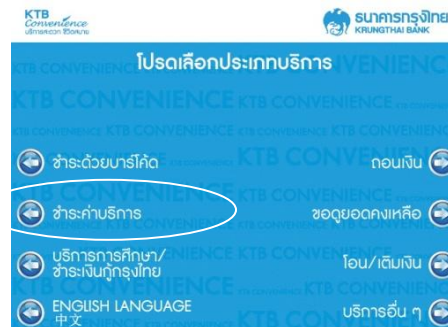 KTB
Convenience
บริการสะดวก ชีวิตสบาย
ธนาคารกรุงไทย
KRUNGTHAI BANK
โปรดเลือกประเภทบริการ
ชำระด้วยบาร์โค้ด
ถอนเงิน
ชำระค่าบริการ
ขอดูยอดคงเหลือ
บริการการศึกษา/
ชำระเงินกู้กรุงไทย
โอน/เติมเงิน
ENGLISH LANGUAGE
中文
บริการอื่น ๆ